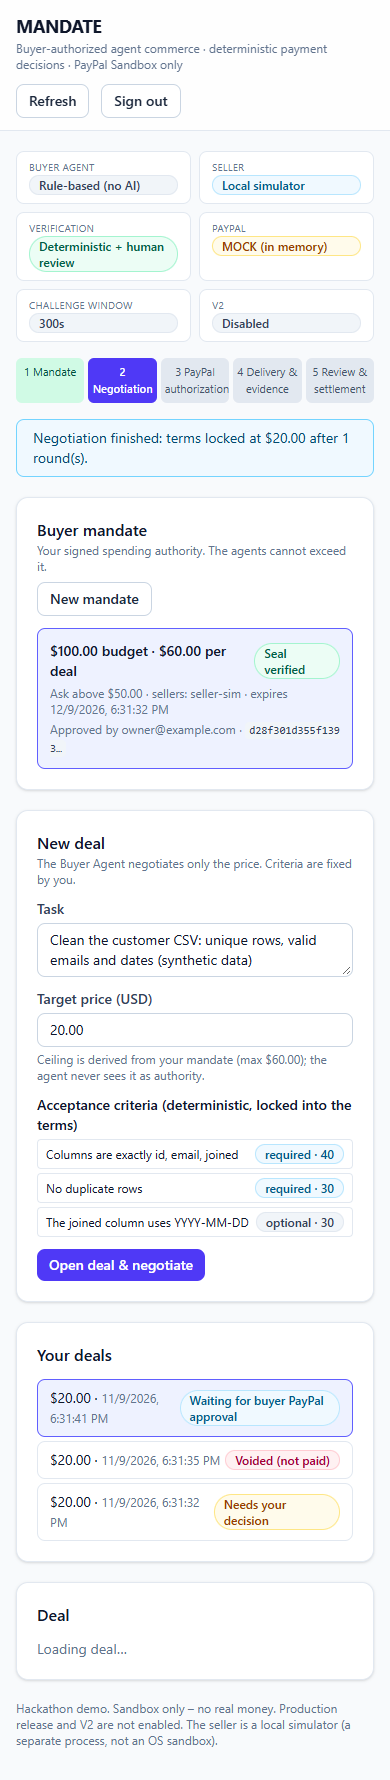 MANDATE
Buyer-authorized agent commerce · deterministic payment
decisions · PayPal Sandbox only
Refresh
Sign out
BUYER AGENT
Rule-based (no AI)
SELLER
Local simulator
VERIFICATION
Deterministic + human
review
PAYPAL
MOCK (in memory)
CHALLENGE WINDOW
300s
V2
Disabled
1 Mandate
2
Negotiation
3 PayPal
authorization
4 Delivery &
evidence
5 Review &
settlement
Negotiation finished: terms locked at $20.00 after 1
round(s).
Buyer mandate
Your signed spending authority. The agents cannot exceed
it.
New mandate
$100.00 budget · $60.00 per
deal
Seal
verified
Ask above $50.00 · sellers: seller-sim · expires
12/9/2026, 6:31:32 PM
Approved by owner@example.com · d28f301d355f139
3…
New deal
The Buyer Agent negotiates only the price. Criteria are fixed
by you.
Task
Clean the customer CSV: unique rows, valid
emails and dates (synthetic data)
Target price (USD)
20.00
Ceiling is derived from your mandate (max $60.00); the
agent never sees it as authority.
Acceptance criteria (deterministic, locked into the
terms)
Columns are exactly id, email, joined
required · 40
No duplicate rows
required · 30
The joined column uses YYYY-MM-DD
optional · 30
Open deal & negotiate
Your deals
$20.00 · 11/9/2026,
6:31:41 PM
Waiting for buyer PayPal
approval
$20.00 · 11/9/2026, 6:31:35 PM
Voided (not paid)
$20.00 · 11/9/2026, 6:31:32
PM
Needs your
decision
Deal
Loading deal…
Hackathon demo. Sandbox only – no real money. Production
release and V2 are not enabled. The seller is a local simulator (a
separate process, not an OS sandbox).